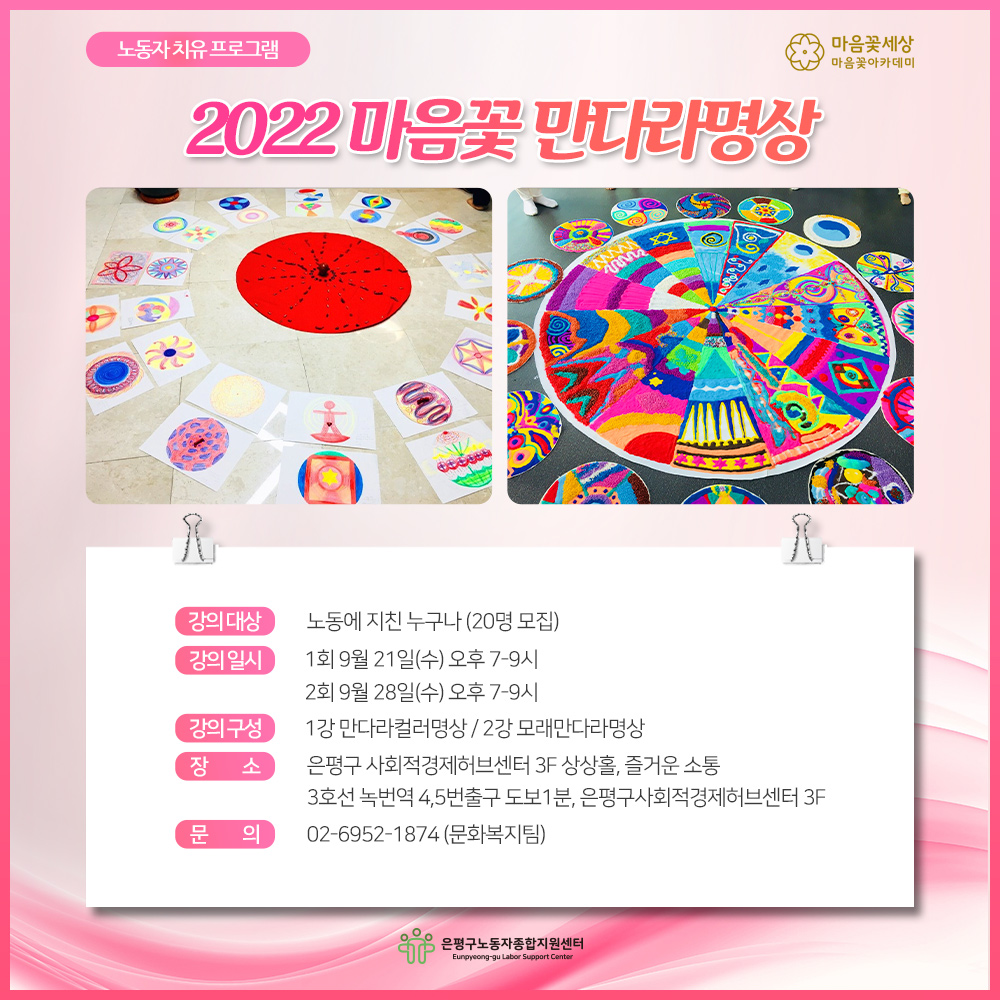 노동자 치유 프로그램
마음꽃세상
마음꽃아카데미
2022 마음꽃 만다라명상
강의 대상 노동에 지친 누구나 (20명 모집)
강의 일시 1회 9월 21일(수) 오후 7-9시
2회 9월 28일(수) 오후 7-9시
강의 구성 1강 만다라컬러명상 / 2강 모래만다라명상
장 소 은평구 사회적경제허브센터 3F 상상홀, 즐거운 소통
3호선 녹번역 4,5번출구 도보1분, 은평구사회적경제허브센터 3F
문 의 02-6952-1874 (문화복지팀)
은평구노동자종합지원센터
Eunpyeong-gu Labor Support Center